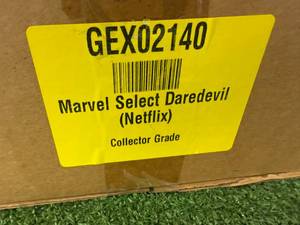 GEX02140
Marvel Select Daredevil
(Netflix)
Collector Grade